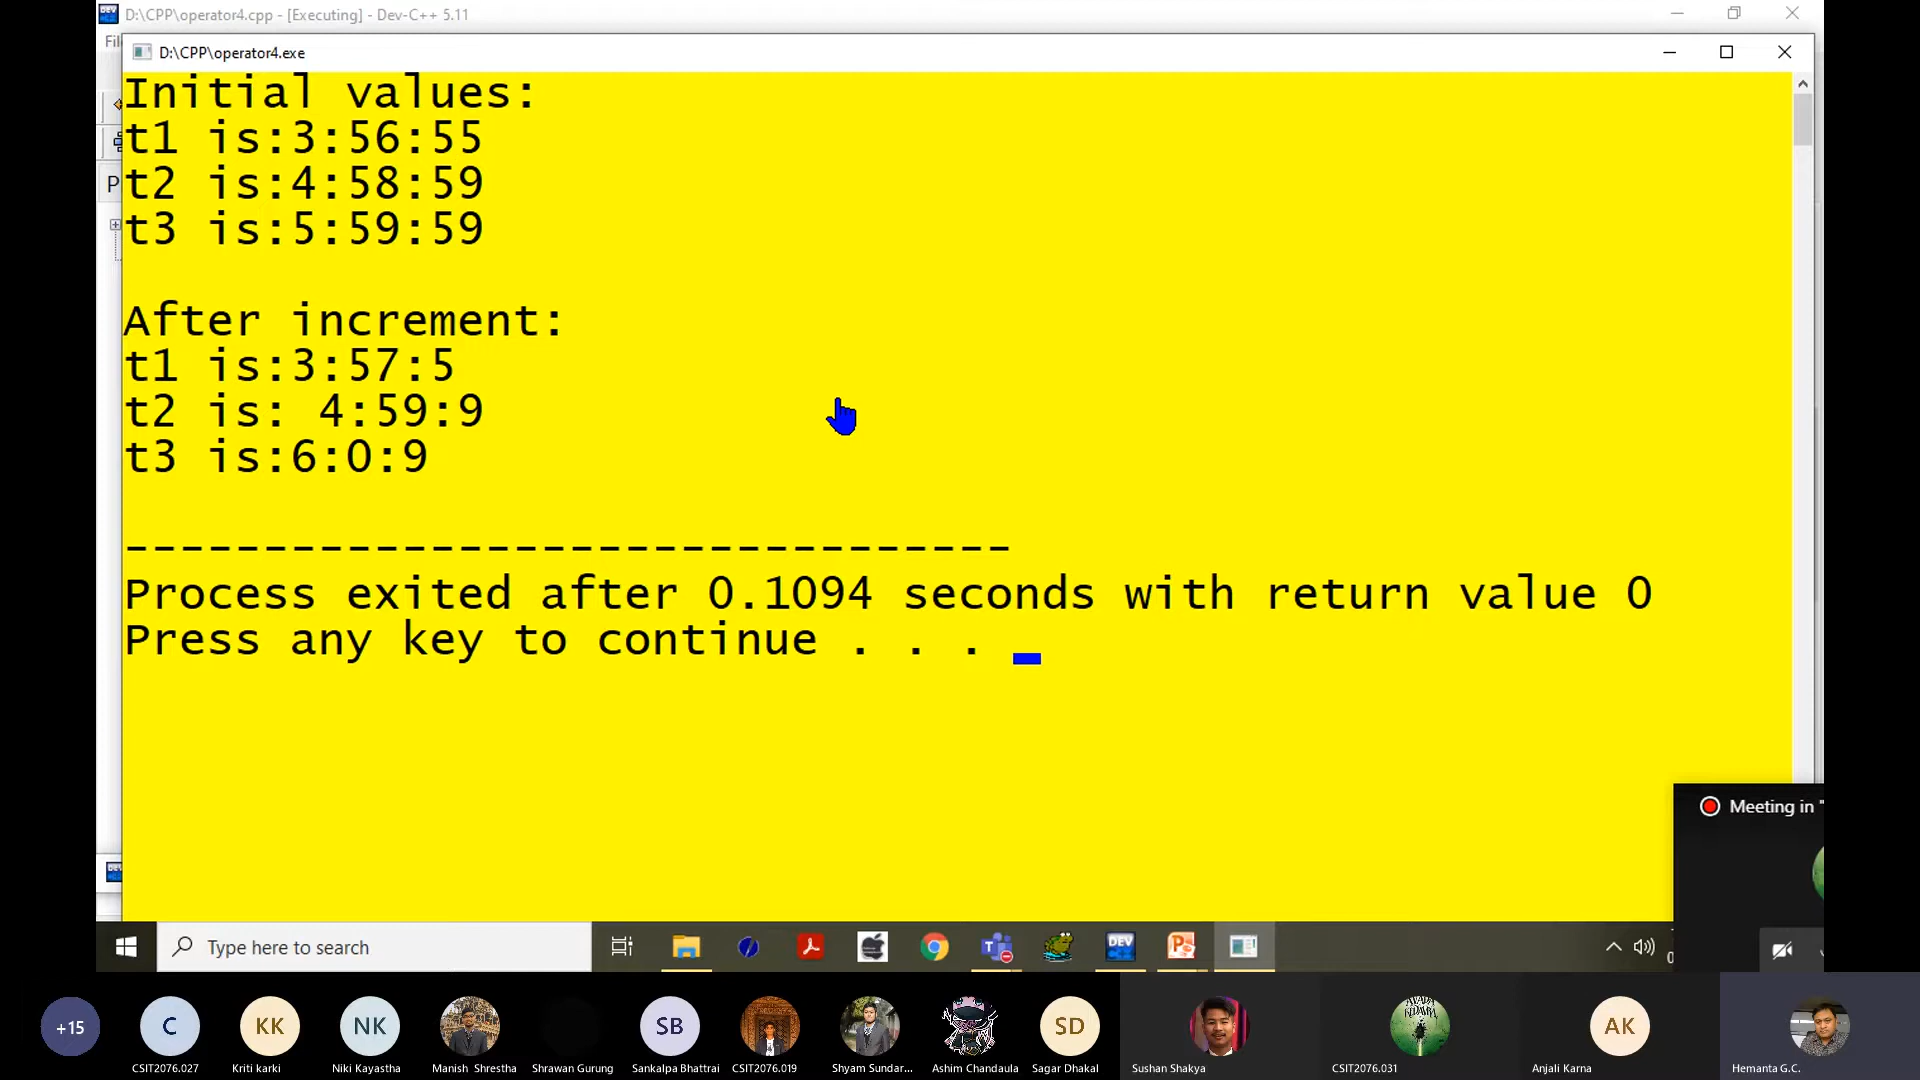 D:\CPP\operator4.cpp - [Executing] - Dev-C++ 5.11
D:\CPP\operator4.exe
Initial values:
t1 is:3:56:55
t2 is:4:58:59
t3 is:5:59:59
After increment:
t1 is:3:57:5
t2 is: 4:59:9
t3 is:6:0:9
--------------------------------
Process exited after 0.1094 seconds with return value 0
Press any key to continue . . .
Meeting in "
Type here to search
DEV
+15
C
KK
NK
SB
SD
AK
CSIT2076.027
Kriti karki
Niki Kayastha
Manish Shrestha
Shrawan Gurung
Sankalpa Bhattrai
CSIT2076.019
Shyam Sundar...
Ashim Chandaula
Sagar Dhakal
Sushan Shakya
CSIT2076.031
Anjali Karna
Hemanta G.C.